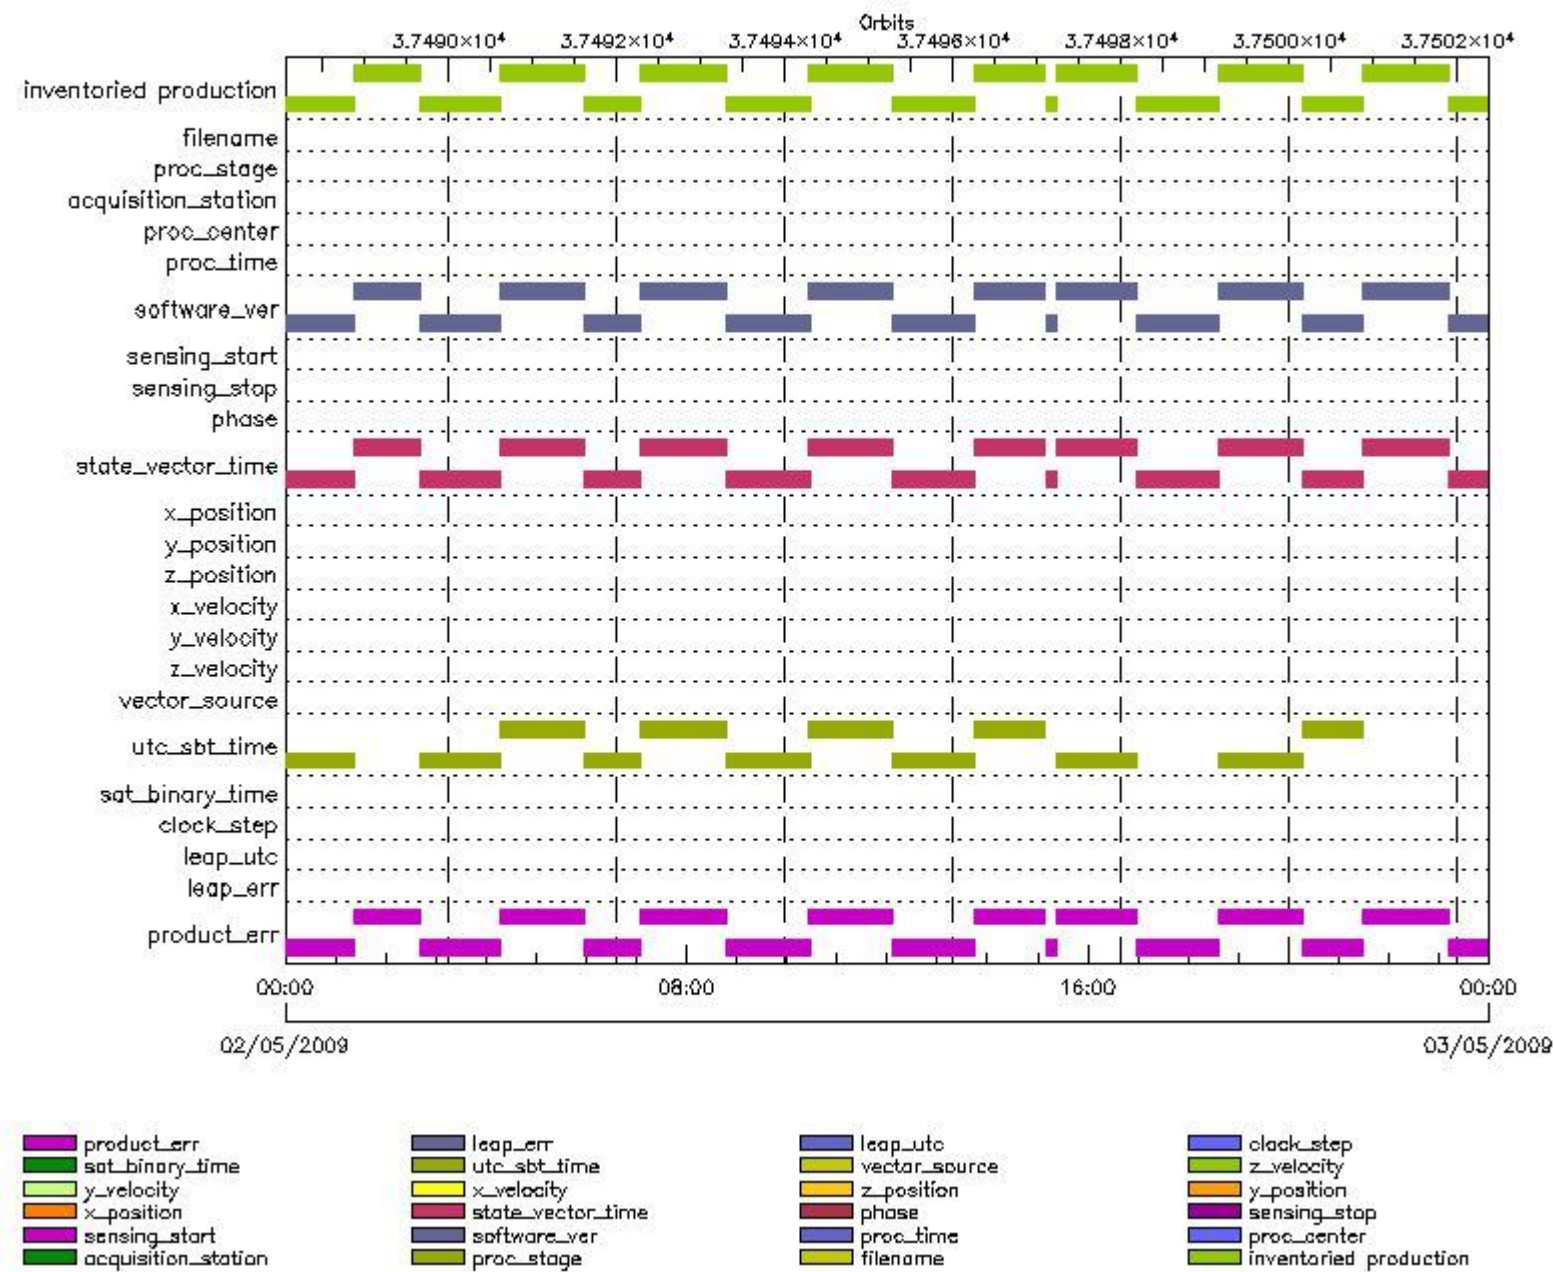 Orbits
3.7490×10⁴ 3.7492×10⁴ 3.7494×10⁴ 3.7496×10⁴ 3.7498×10⁴ 3.7500×10⁴ 3.7502×10⁴
inventoried production
filename
proc_stage
acquisition_station
proc_center
proc_time
software_ver
sensing_start
sensing_stop
phase
state_vector_time
x_position
y_position
z_position
x_velocity
y_velocity
z_velocity
vector_source
utc_sbt_time
sat_binary_time
clock_step
leap_utc
leap_err
product_err
00:00 08:00 16:00 00:00
02/05/2009 03/05/2009
product_err leap_err leap_utc clock_step
sat_binary_time utc_sbt_time vector_source z_velocity
y_velocity x_velocity z_position y_position
x_position state_vector_time phase sensing_stop
sensing_start software_ver proc_time proc_center
acquisition_station proc_stage filename inventoried production